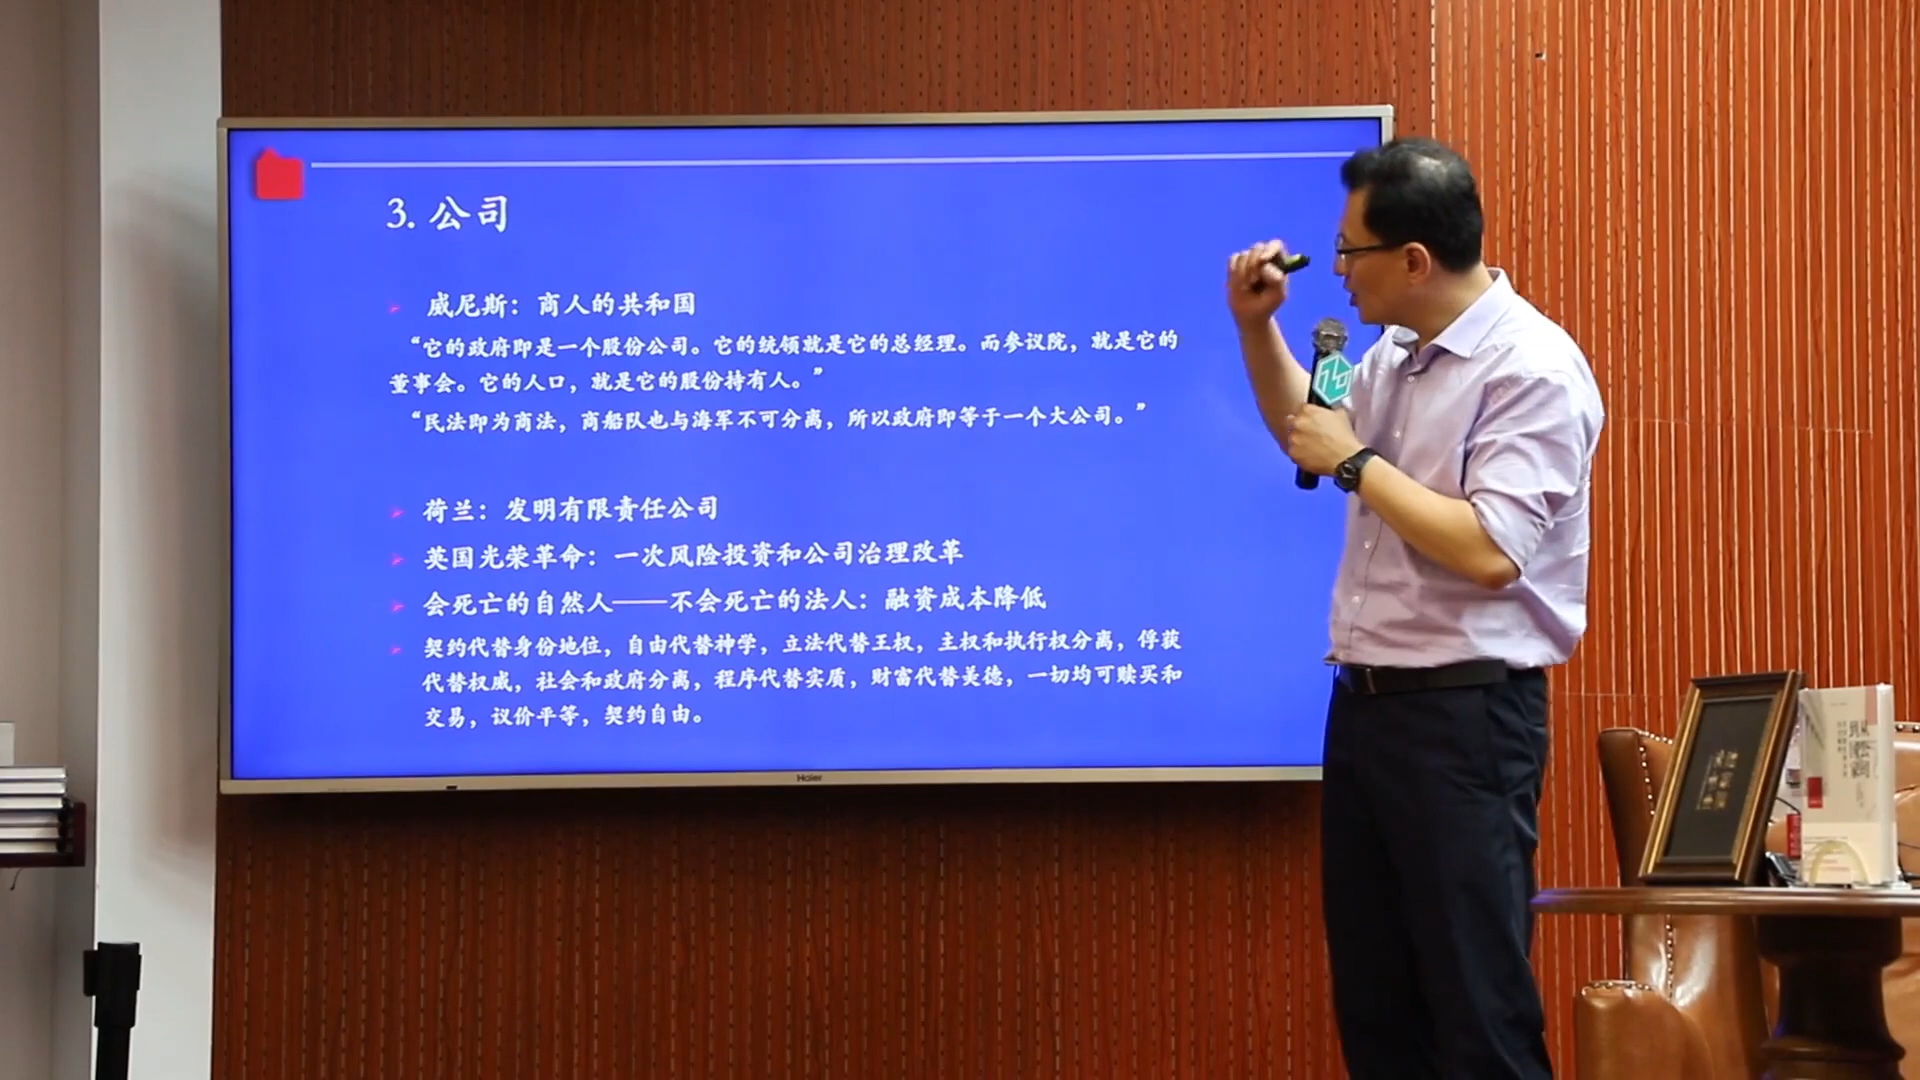 3. 公司
威尼斯：商人的共和国
“它的政府即是一个股份公司。它的统领就是它的总经理。而参议院，就是它的
董事会。它的人口，就是它的股份持有人。”
“民法即为商法，商船队也与海军不可分离，所以政府即等于一个大公司。”
荷兰：发明有限责任公司
英国光荣革命：一次风险投资和公司治理改革
会死亡的自然人——不会死亡的法人：融资成本降低
契约代替身份地位，自由代替神学，立法代替王权，主权和执行权分离，停获
代替权威，社会和政府分离，程序代替实质，财富代替美德，一切均可赎买和
交易，议价平等，契约自由。
Haier